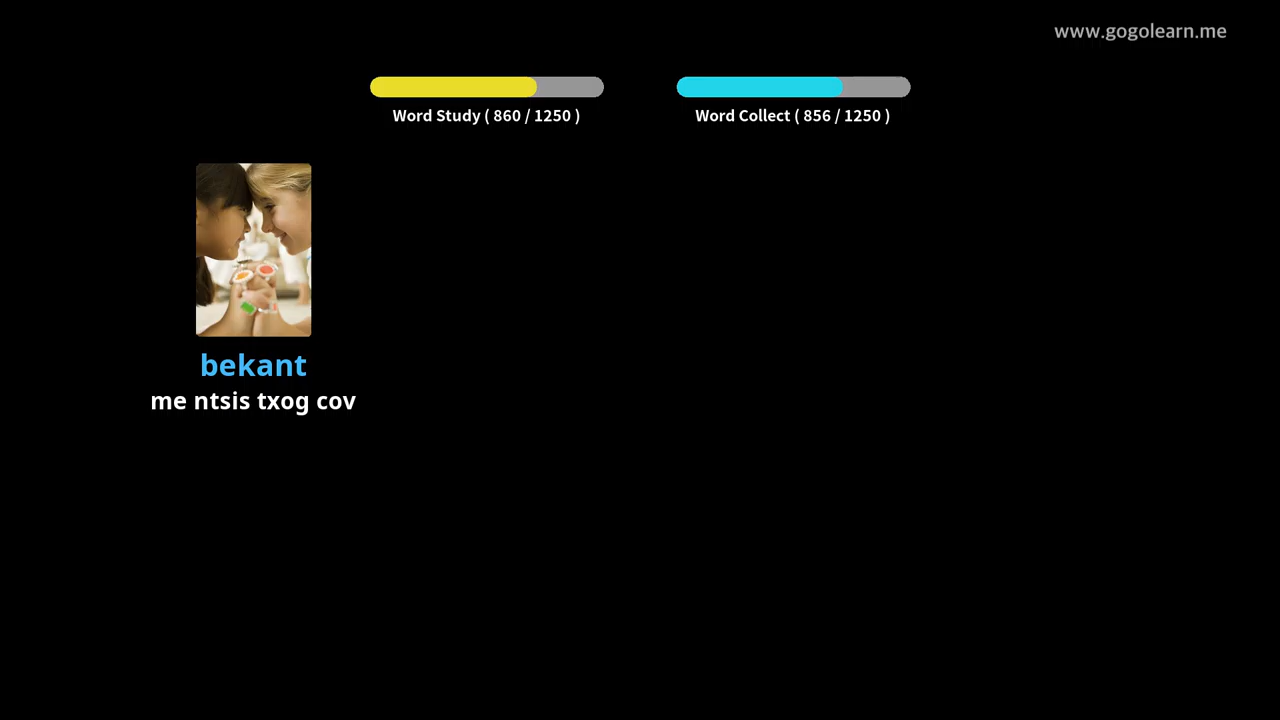 www.gogolearn.me
Word Study ( 860 / 1250 )
Word Collect ( 856 / 1250 )
bekant
me ntsis txog cov